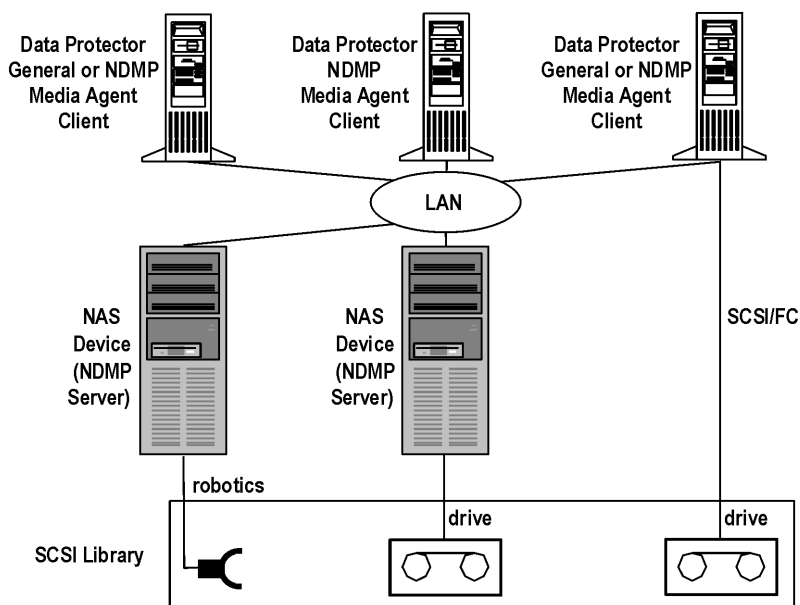 Data Protector
General or NDMP
Media Agent
Client
Data Protector
NDMP
Media Agent
Client
Data Protector
General or NDMP
Media Agent
Client
LAN
NAS
Device
(NDMP
Server)
NAS
Device
(NDMP
Server)
SCSI/FC
robotics
drive
drive
SCSI Library